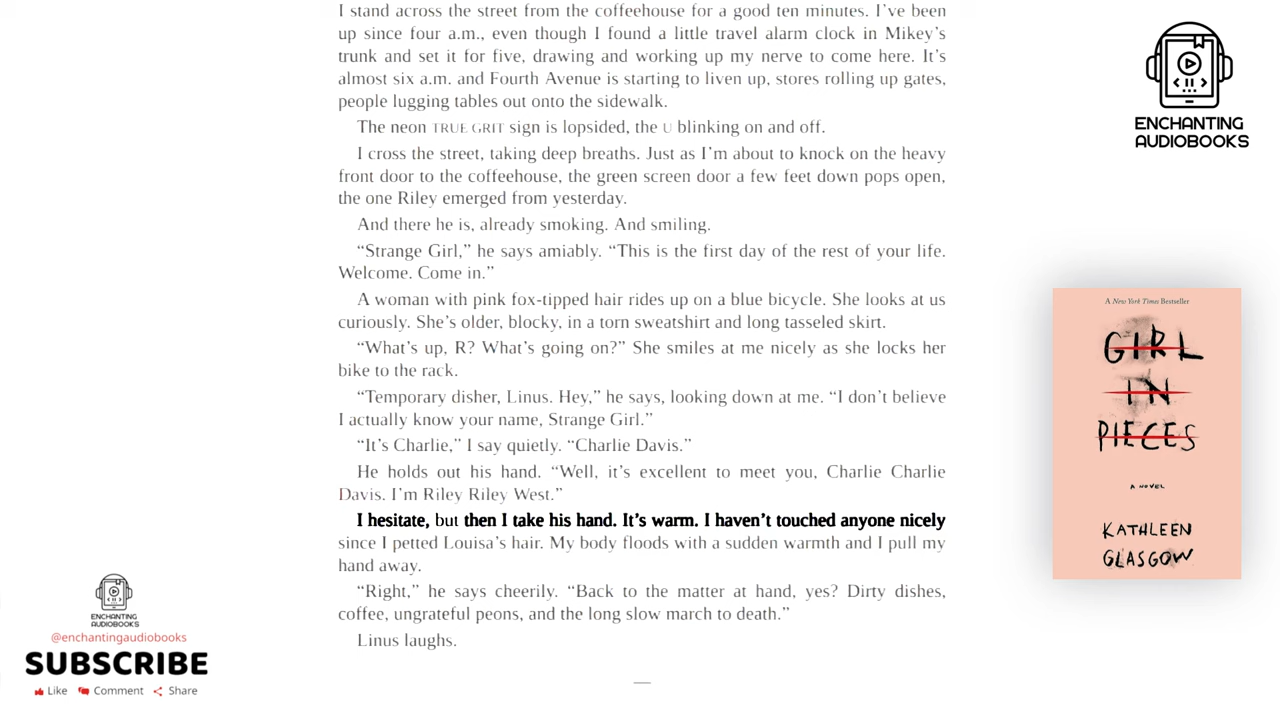 I stand across the street from the coffeehouse for a good ten minutes. I’ve been
up since four a.m., even though I found a little travel alarm clock in Mikey’s
trunk and set it for five, drawing and working up my nerve to come here. It’s
almost six a.m. and Fourth Avenue is starting to liven up, stores rolling up gates,
people lugging tables out onto the sidewalk.
The neon TRUE GRIT sign is lopsided, the U blinking on and off.
I cross the street, taking deep breaths. Just as I’m about to knock on the heavy
front door to the coffeehouse, the green screen door a few feet down pops open,
the one Riley emerged from yesterday.
And there he is, already smoking. And smiling.
“Strange Girl,” he says amiably. “This is the first day of the rest of your life.
Welcome. Come in.”
A woman with pink fox-tipped hair rides up on a blue bicycle. She looks at us
curiously. She’s older, blocky, in a torn sweatshirt and long tasseled skirt.
“What’s up, R? What’s going on?” She smiles at me nicely as she locks her
bike to the rack.
“Temporary disher, Linus. Hey,” he says, looking down at me. “I don’t believe
I actually know your name, Strange Girl.”
“It’s Charlie,” I say quietly. “Charlie Davis.”
He holds out his hand. “Well, it’s excellent to meet you, Charlie Charlie
Davis. I’m Riley Riley West.”
I hesitate, but then I take his hand. It’s warm. I haven’t touched anyone nicely
since I petted Louisa’s hair. My body floods with a sudden warmth and I pull my
hand away.
“Right,” he says cheerily. “Back to the matter at hand, yes? Dirty dishes,
coffee, ungrateful peons, and the long slow march to death.”
Linus laughs.
ENCHANTING
AUDIOBOOKS
A New York Times Bestseller
GIRL
IN
PIECES
A NOVEL
KATHLEEN
GLASGOW
ENCHANTING
AUDIOBOOKS
@enchantingaudiobooks
SUBSCRIBE
Like Comment Share